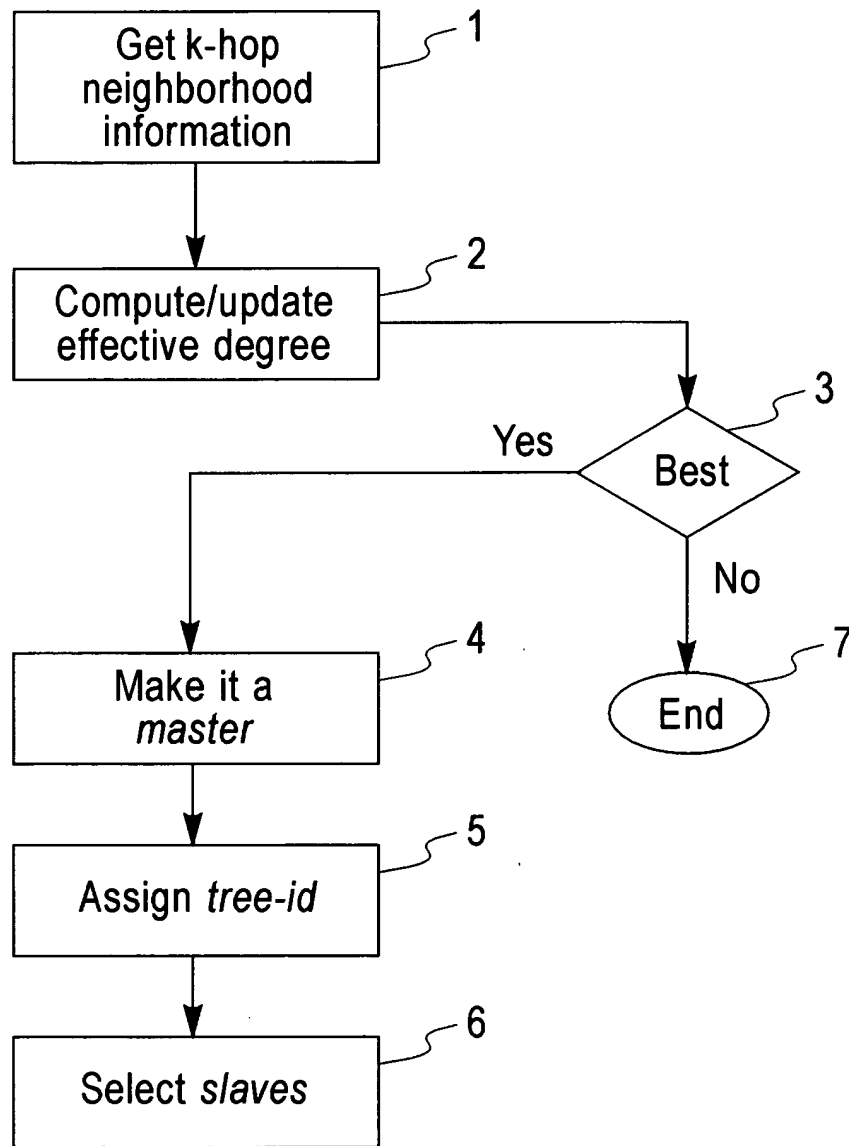 1
Get k-hop
neighborhood
information
2
Compute/update
effective degree
3
Yes
Best
No
4
Make it a
master
7
End
5
Assign tree-id
6
Select slaves